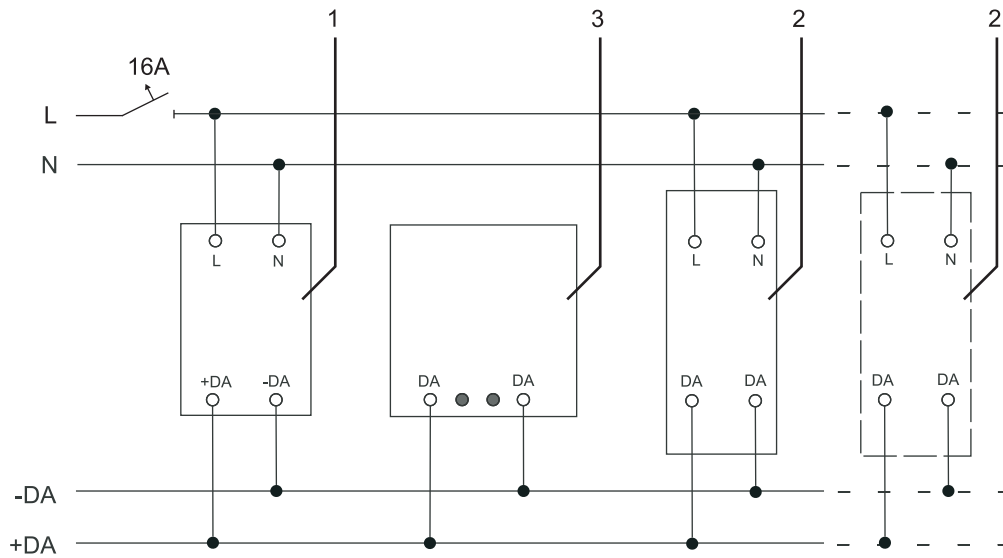 1 3 2 2
16A
L
N
L N L N L N
+DA -DA DA DA DA DA DA DA
-DA
+DA